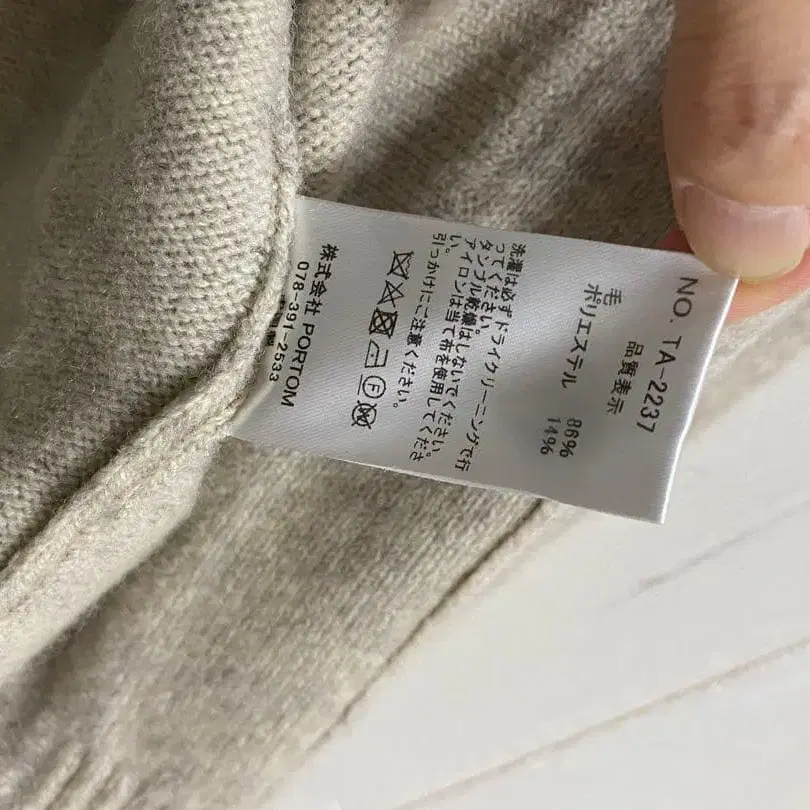 NO. TA-2237
品質表示
毛 86%
ポリエステル 14%
洗濯は必ずドライクリーニングで行
ってください。
タンブル乾燥はしないでください。
アイロンは当て布を使用してくださ
い。
引っかけにご注意ください。
株式会社 PORTOM
078-391-2533